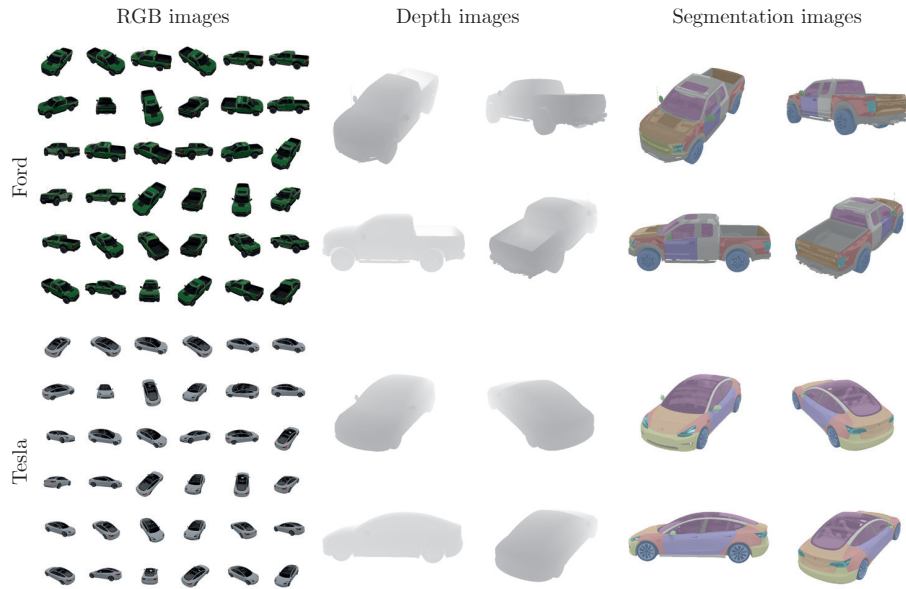 RGB images
Depth images
Segmentation images
Ford
Tesla